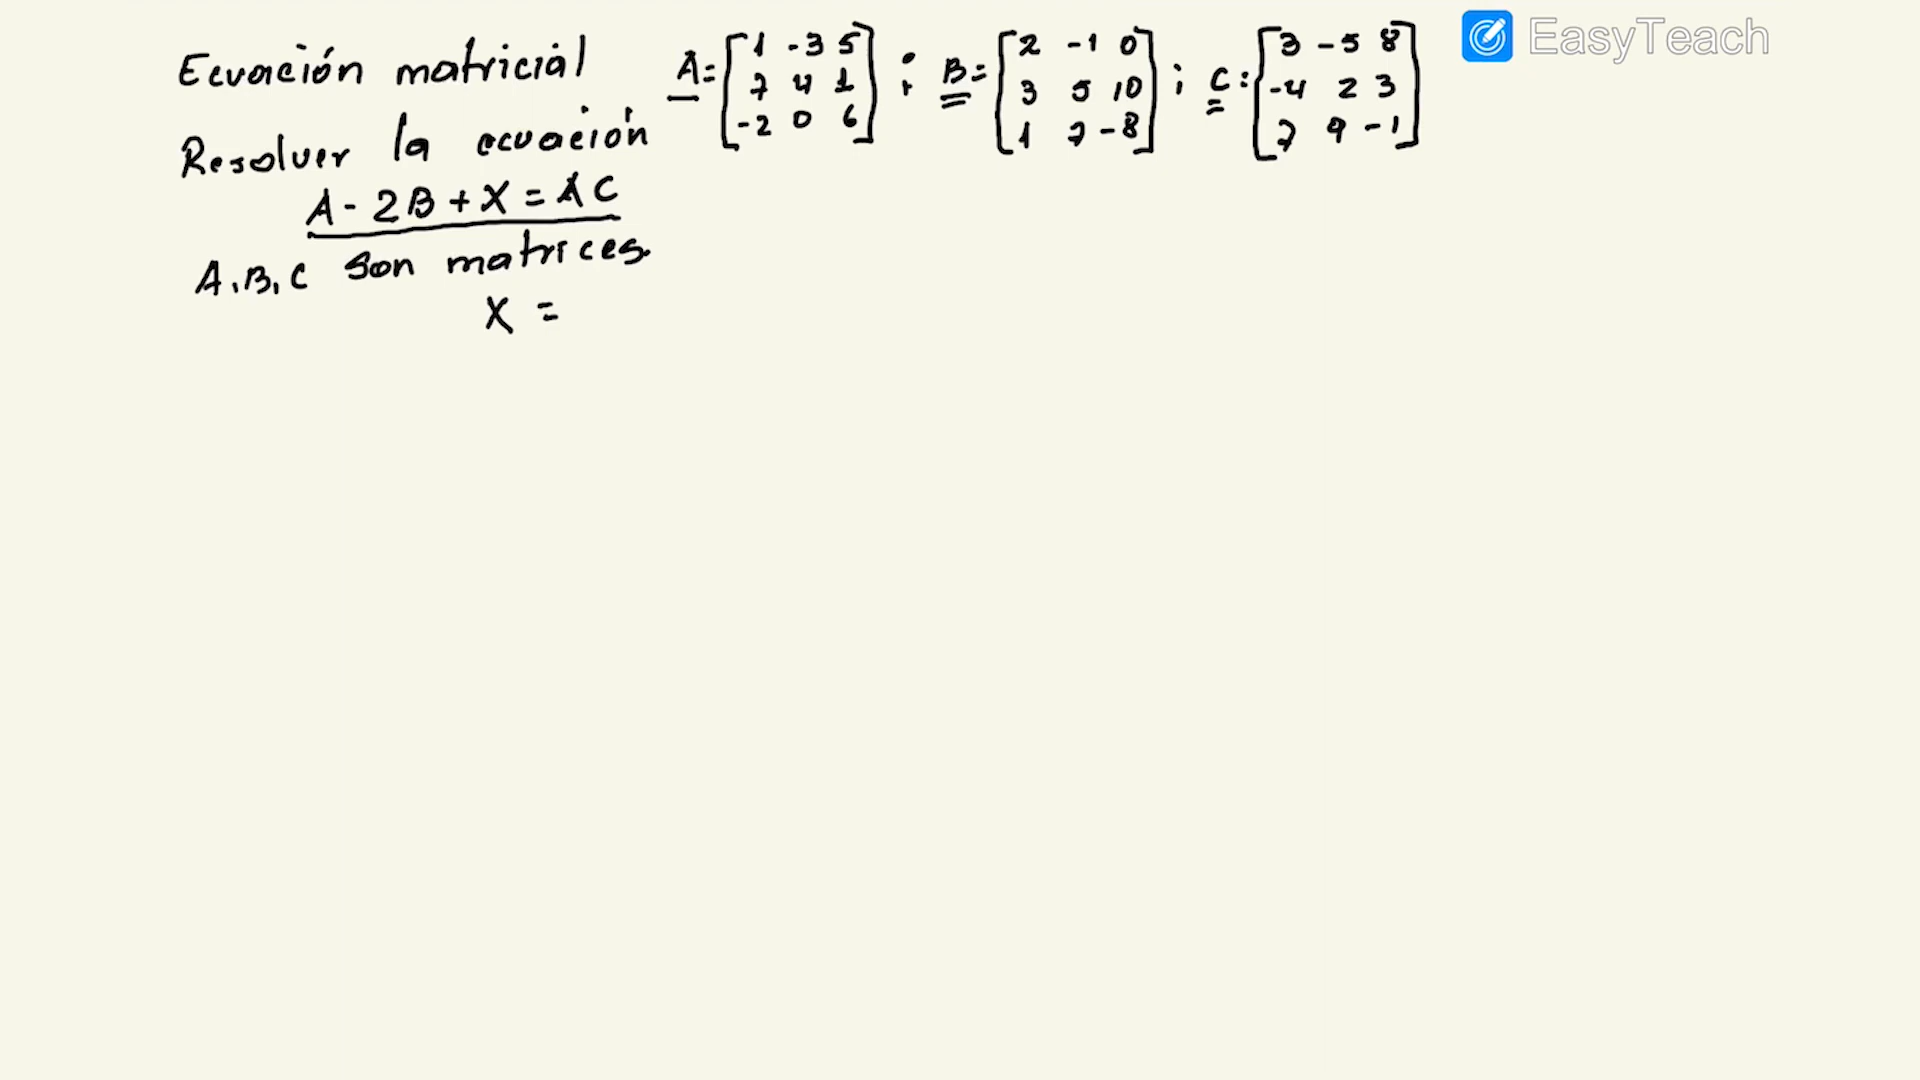 Ecuación matricial
Resolver la ecuación
A - 2B + X = AC
A, B, C son matrices.
X =
A = [1 -3 5
7 4 1
-2 0 6] ;
B = [2 -1 0
3 5 10
1 7 -8] ;
C : [3 -5 8
-4 2 3
7 9 -1]
EasyTeach